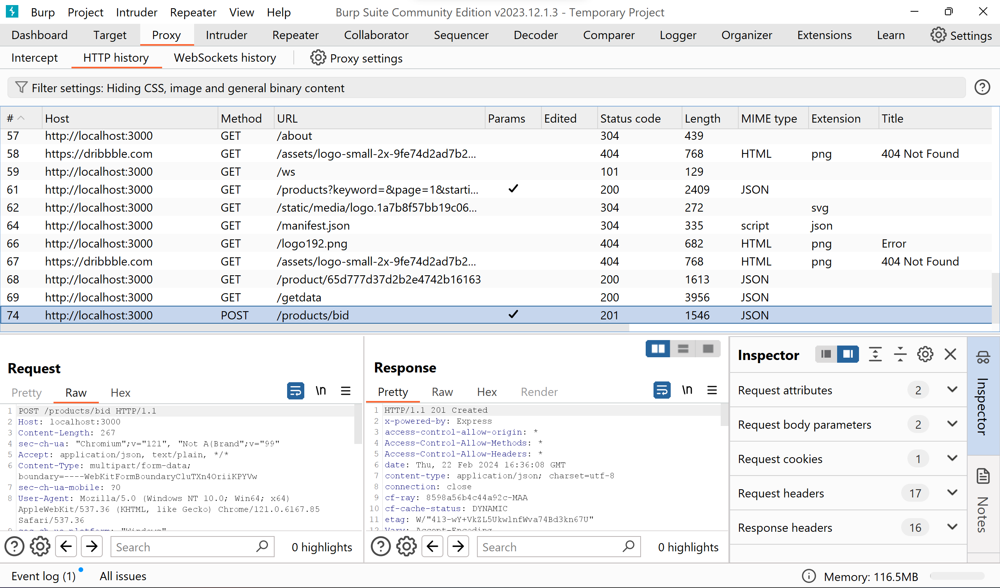 Burp Project Intruder Repeater View Help Burp Suite Community Edition v2023.12.1.3 - Temporary Project
Dashboard Target Proxy Intruder Repeater Collaborator Sequencer Decoder Comparer Logger Organizer Extensions Learn Settings
Intercept HTTP history WebSockets history Proxy settings
Filter settings: Hiding CSS, image and general binary content
# Host Method URL Params Edited Status code Length MIME type Extension Title
57 http://localhost:3000 GET /about 304 439
58 https://dribbble.com GET /assets/logo-small-2x-9fe74d2ad7b2... 404 768 HTML png 404 Not Found
59 http://localhost:3000 GET /ws 101 129
61 http://localhost:3000 GET /products?keyword=&page=1&starti... ✓ 200 2409 JSON
62 http://localhost:3000 GET /static/media/logo.1a7b8f57bb19c06... 304 272 svg
64 http://localhost:3000 GET /manifest.json 304 335 script json
66 http://localhost:3000 GET /logo192.png 404 682 HTML png Error
67 https://dribbble.com GET /assets/logo-small-2x-9fe74d2ad7b2... 404 768 HTML png 404 Not Found
68 http://localhost:3000 GET /product/65d777d37d2b2e4742b16163 200 1613 JSON
69 http://localhost:3000 GET /getdata 200 3956 JSON
74 http://localhost:3000 POST /products/bid ✓ 201 1546 JSON
Request
Pretty Raw Hex \n
1 POST /products/bid HTTP/1.1
2 Host: localhost:3000
3 Content-Length: 267
4 sec-ch-ua: "Chromium";v="121", "Not A(Brand";v="99"
5 Accept: application/json, text/plain, */*
6 Content-Type: multipart/form-data;
boundary=----WebKitFormBoundaryCluTXn4OriiKPYVw
7 sec-ch-ua-mobile: ?0
8 User-Agent: Mozilla/5.0 (Windows NT 10.0; Win64; x64)
AppleWebKit/537.36 (KHTML, like Gecko) Chrome/121.0.6167.85
Safari/537.36
9 sec-ch-ua-platform: "Windows"
Search 0 highlights
Response
Pretty Raw Hex Render \n
1 HTTP/1.1 201 Created
2 x-powered-by: Express
3 access-control-allow-origin: *
4 Access-Control-Allow-Methods: *
5 Access-Control-Allow-Headers: *
6 date: Thu, 22 Feb 2024 16:36:08 GMT
7 content-type: application/json; charset=utf-8
8 connection: close
9 cf-ray: 8598a56b4c44a92c-MAA
10 cf-cache-status: DYNAMIC
11 etag: W/"413-wY+VkZL5UkwlnfWva74Bd3kn67U"
12 Vary: Accept-Encoding
Search 0 highlights
Inspector
Request attributes 2
Request body parameters 2
Request cookies 1
Request headers 17
Response headers 16
Inspector
Notes
Event log (1) All issues Memory: 116.5MB